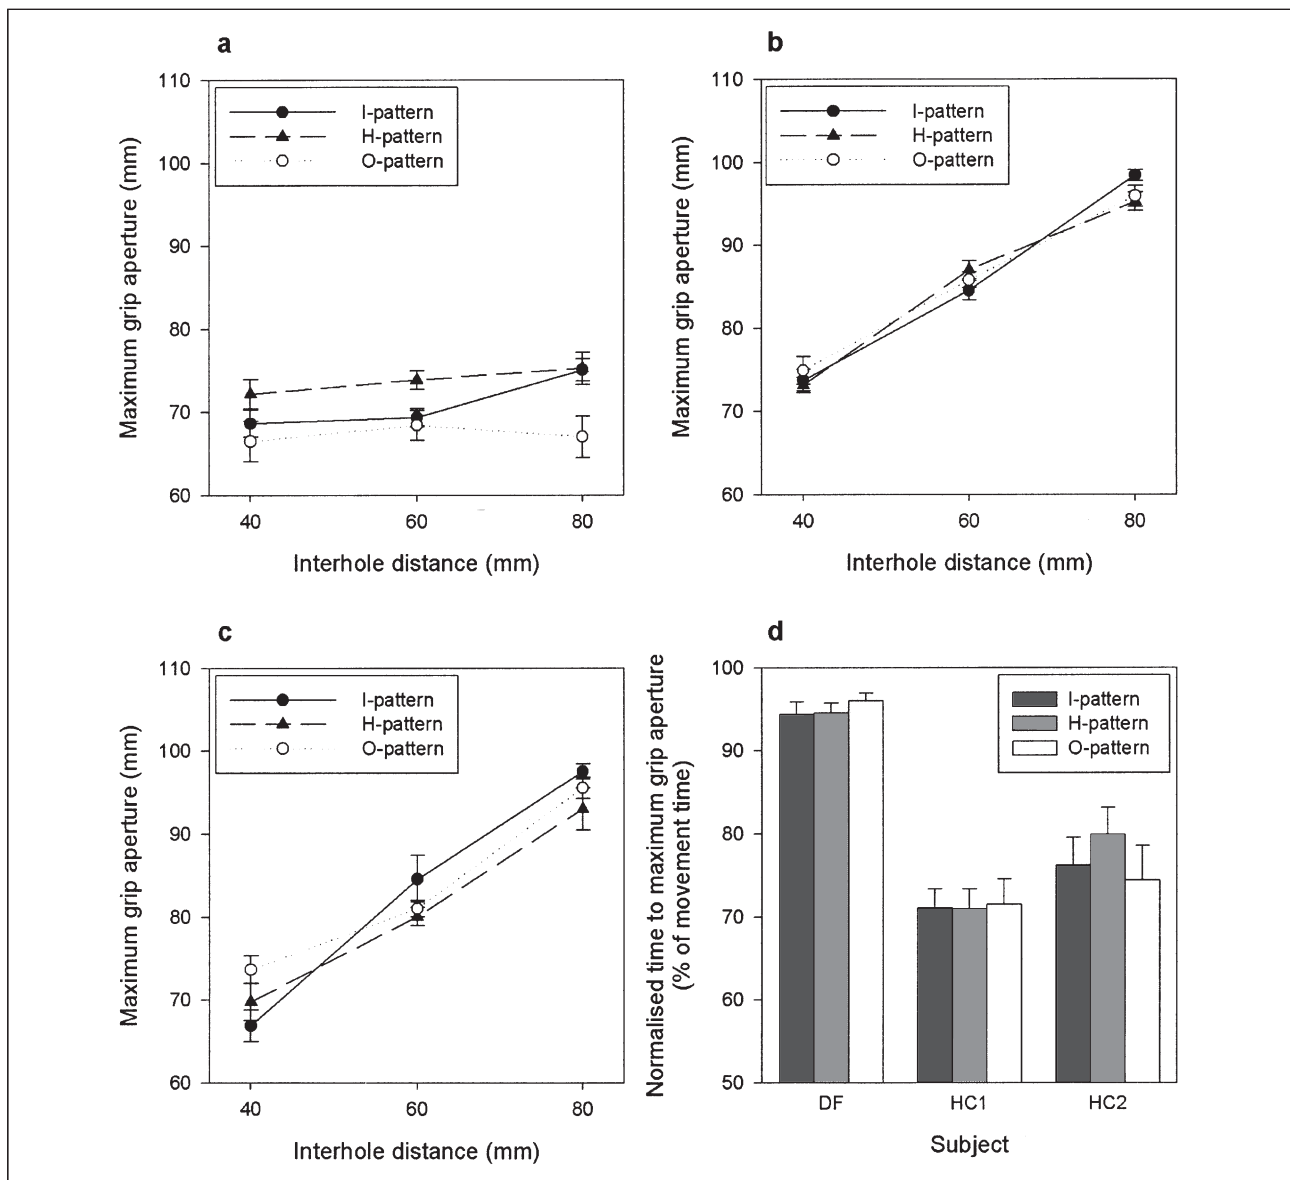 a
110
100
90
80
70
60
40
60
80
Maximum grip aperture (mm)
Interhole distance (mm)
I-pattern
H-pattern
O-pattern
b
110
100
90
80
70
60
40
60
80
Maximum grip aperture (mm)
Interhole distance (mm)
I-pattern
H-pattern
O-pattern
c
110
100
90
80
70
60
40
60
80
Maximum grip aperture (mm)
Interhole distance (mm)
I-pattern
H-pattern
O-pattern
d
100
90
80
70
60
50
DF
HC1
HC2
Normalised time to maximum grip aperture
(% of movement time)
Subject
I-pattern
H-pattern
O-pattern